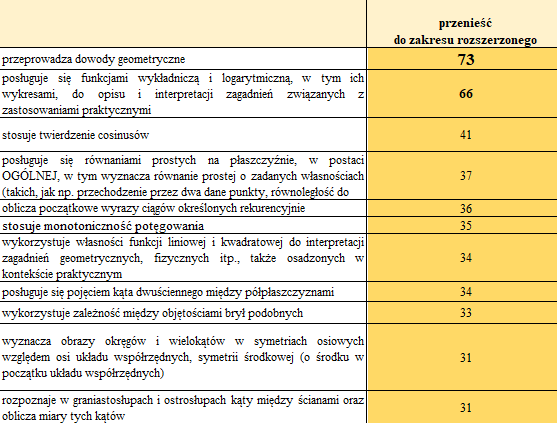 przenieść
do zakresu rozszerzonego
przeprowadza dowody geometryczne
73
posługuje się funkcjami wykładniczą i logarytmiczną, w tym ich
wykresami, do opisu i interpretacji zagadnień związanych z
zastosowaniami praktycznymi
66
stosuje twierdzenie cosinusów
41
posługuje się równaniami prostych na płaszczyźnie, w postaci
OGÓLNEJ, w tym wyznacza równanie prostej o zadanych własnościach
(takich, jak np. przechodzenie przez dwa dane punkty, równoległość do
37
oblicza początkowe wyrazy ciągów określonych rekurencyjnie
36
stosuje monotoniczność potęgowania
35
wykorzystuje własności funkcji liniowej i kwadratowej do interpretacji
zagadnień geometrycznych, fizycznych itp., także osadzonych w
kontekście praktycznym
34
posługuje się pojęciem kąta dwuściennego między półpłaszczyznami
34
wykorzystuje zależność między objętościami brył podobnych
33
wyznacza obrazy okręgów i wielokątów w symetriach osiowych
względem osi układu współrzędnych, symetrii środkowej (o środku w
początku układu współrzędnych)
31
rozpoznaje w graniastosłupach i ostrosłupach kąty między ścianami oraz
oblicza miary tych kątów
31